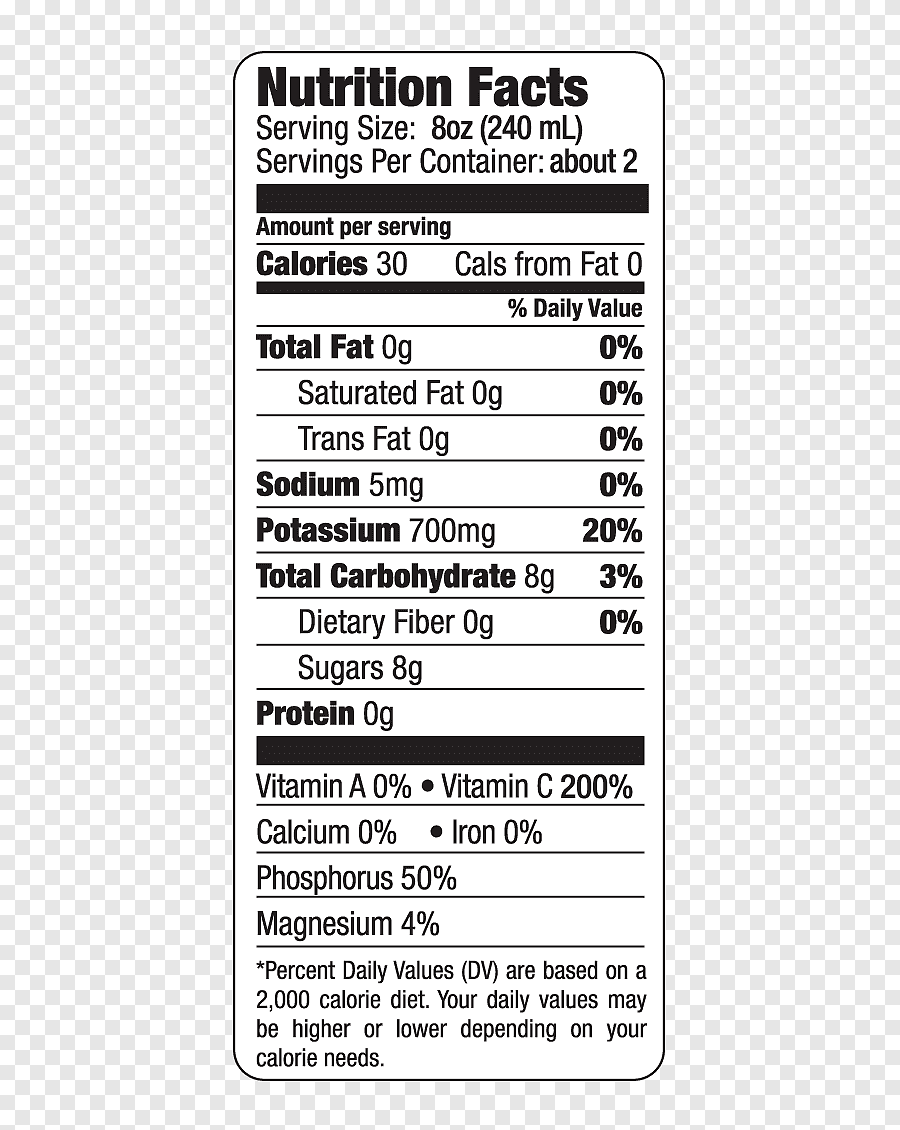 Nutrition Facts
Serving Size: 8oz (240 mL)
Servings Per Container: about 2
Amount per serving
Calories 30 Cals from Fat 0
% Daily Value
Total Fat 0g 0%
Saturated Fat 0g 0%
Trans Fat 0g 0%
Sodium 5mg 0%
Potassium 700mg 20%
Total Carbohydrate 8g 3%
Dietary Fiber 0g 0%
Sugars 8g
Protein 0g
Vitamin A 0% • Vitamin C 200%
Calcium 0% • Iron 0%
Phosphorus 50%
Magnesium 4%
*Percent Daily Values (DV) are based on a
2,000 calorie diet. Your daily values may
be higher or lower depending on your
calorie needs.